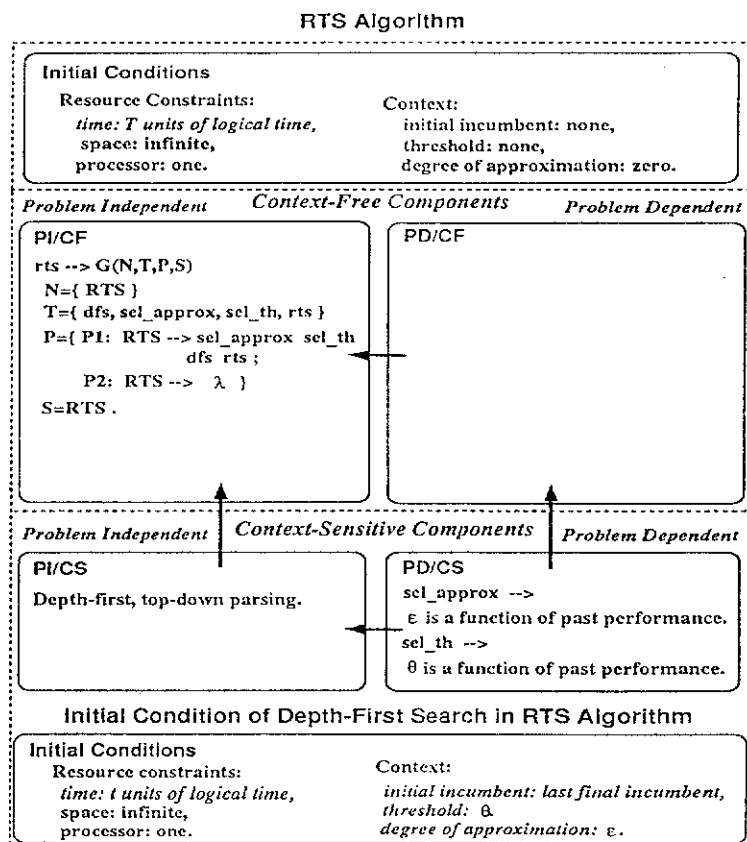 RTS Algorithm
Initial Conditions
Resource Constraints:
time: T units of logical time,
space: infinite,
processor: one.
Context:
initial incumbent: none,
threshold: none,
degree of approximation: zero.
Problem Independent
Context-Free Components
Problem Dependent
PI/CF
rts --> G(N,T,P,S)
N={ RTS }
T={ dfs, sel_approx, sel_th, rts }
P={ P1: RTS --> sel_approx sel_th
dfs rts ;
P2: RTS --> λ }
S=RTS .
PD/CF
Problem Independent
Context-Sensitive Components
Problem Dependent
PI/CS
Depth-first, top-down parsing.
PD/CS
sel_approx -->
ε is a function of past performance.
sel_th -->
θ is a function of past performance.
Initial Condition of Depth-First Search in RTS Algorithm
Initial Conditions
Resource constraints:
time: t units of logical time,
space: infinite,
processor: one.
Context:
initial incumbent: last final incumbent,
threshold: θ
degree of approximation: ε.